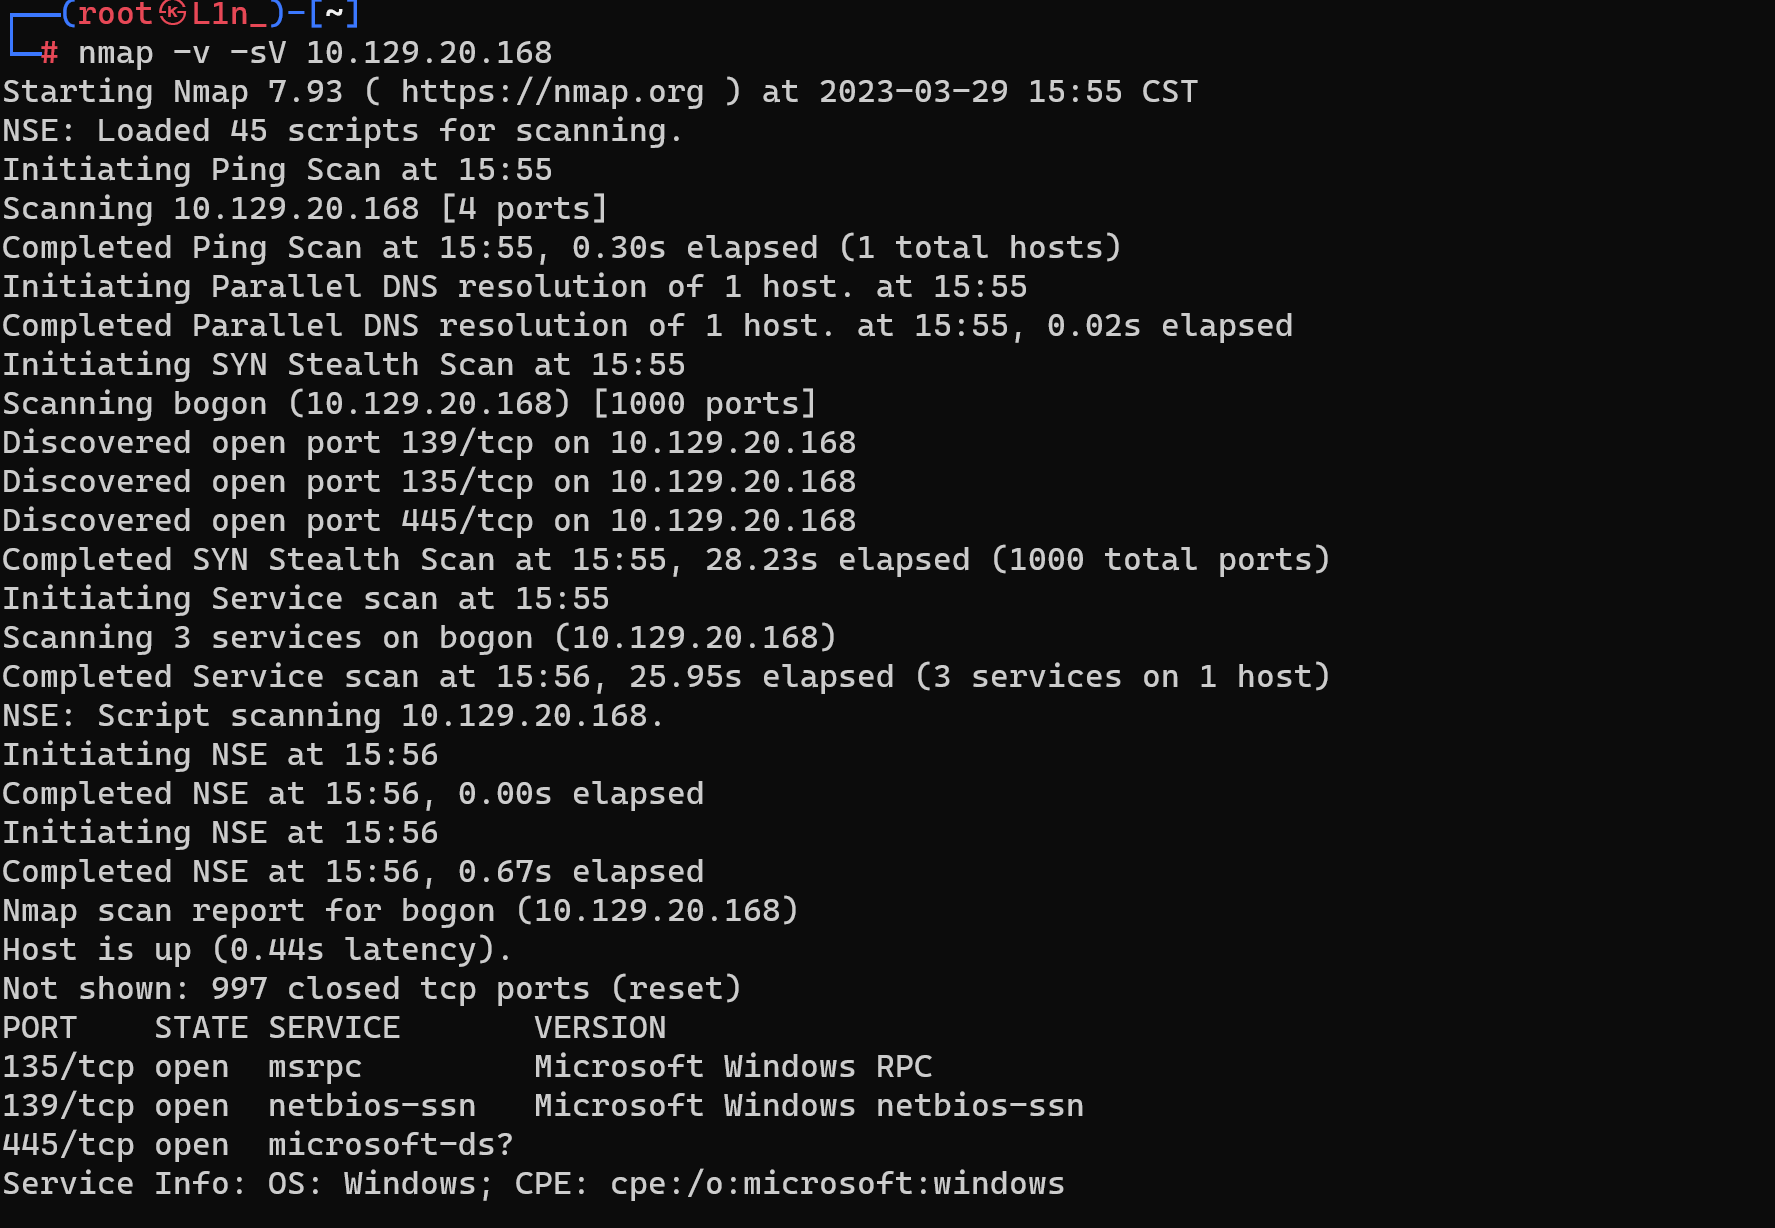 ┌──(root㉿L1n_)-[~]
└─# nmap -v -sV 10.129.20.168
Starting Nmap 7.93 ( https://nmap.org ) at 2023-03-29 15:55 CST
NSE: Loaded 45 scripts for scanning.
Initiating Ping Scan at 15:55
Scanning 10.129.20.168 [4 ports]
Completed Ping Scan at 15:55, 0.30s elapsed (1 total hosts)
Initiating Parallel DNS resolution of 1 host. at 15:55
Completed Parallel DNS resolution of 1 host. at 15:55, 0.02s elapsed
Initiating SYN Stealth Scan at 15:55
Scanning bogon (10.129.20.168) [1000 ports]
Discovered open port 139/tcp on 10.129.20.168
Discovered open port 135/tcp on 10.129.20.168
Discovered open port 445/tcp on 10.129.20.168
Completed SYN Stealth Scan at 15:55, 28.23s elapsed (1000 total ports)
Initiating Service scan at 15:55
Scanning 3 services on bogon (10.129.20.168)
Completed Service scan at 15:56, 25.95s elapsed (3 services on 1 host)
NSE: Script scanning 10.129.20.168.
Initiating NSE at 15:56
Completed NSE at 15:56, 0.00s elapsed
Initiating NSE at 15:56
Completed NSE at 15:56, 0.67s elapsed
Nmap scan report for bogon (10.129.20.168)
Host is up (0.44s latency).
Not shown: 997 closed tcp ports (reset)
PORT    STATE SERVICE       VERSION
135/tcp open  msrpc         Microsoft Windows RPC
139/tcp open  netbios-ssn   Microsoft Windows netbios-ssn
445/tcp open  microsoft-ds?
Service Info: OS: Windows; CPE: cpe:/o:microsoft:windows